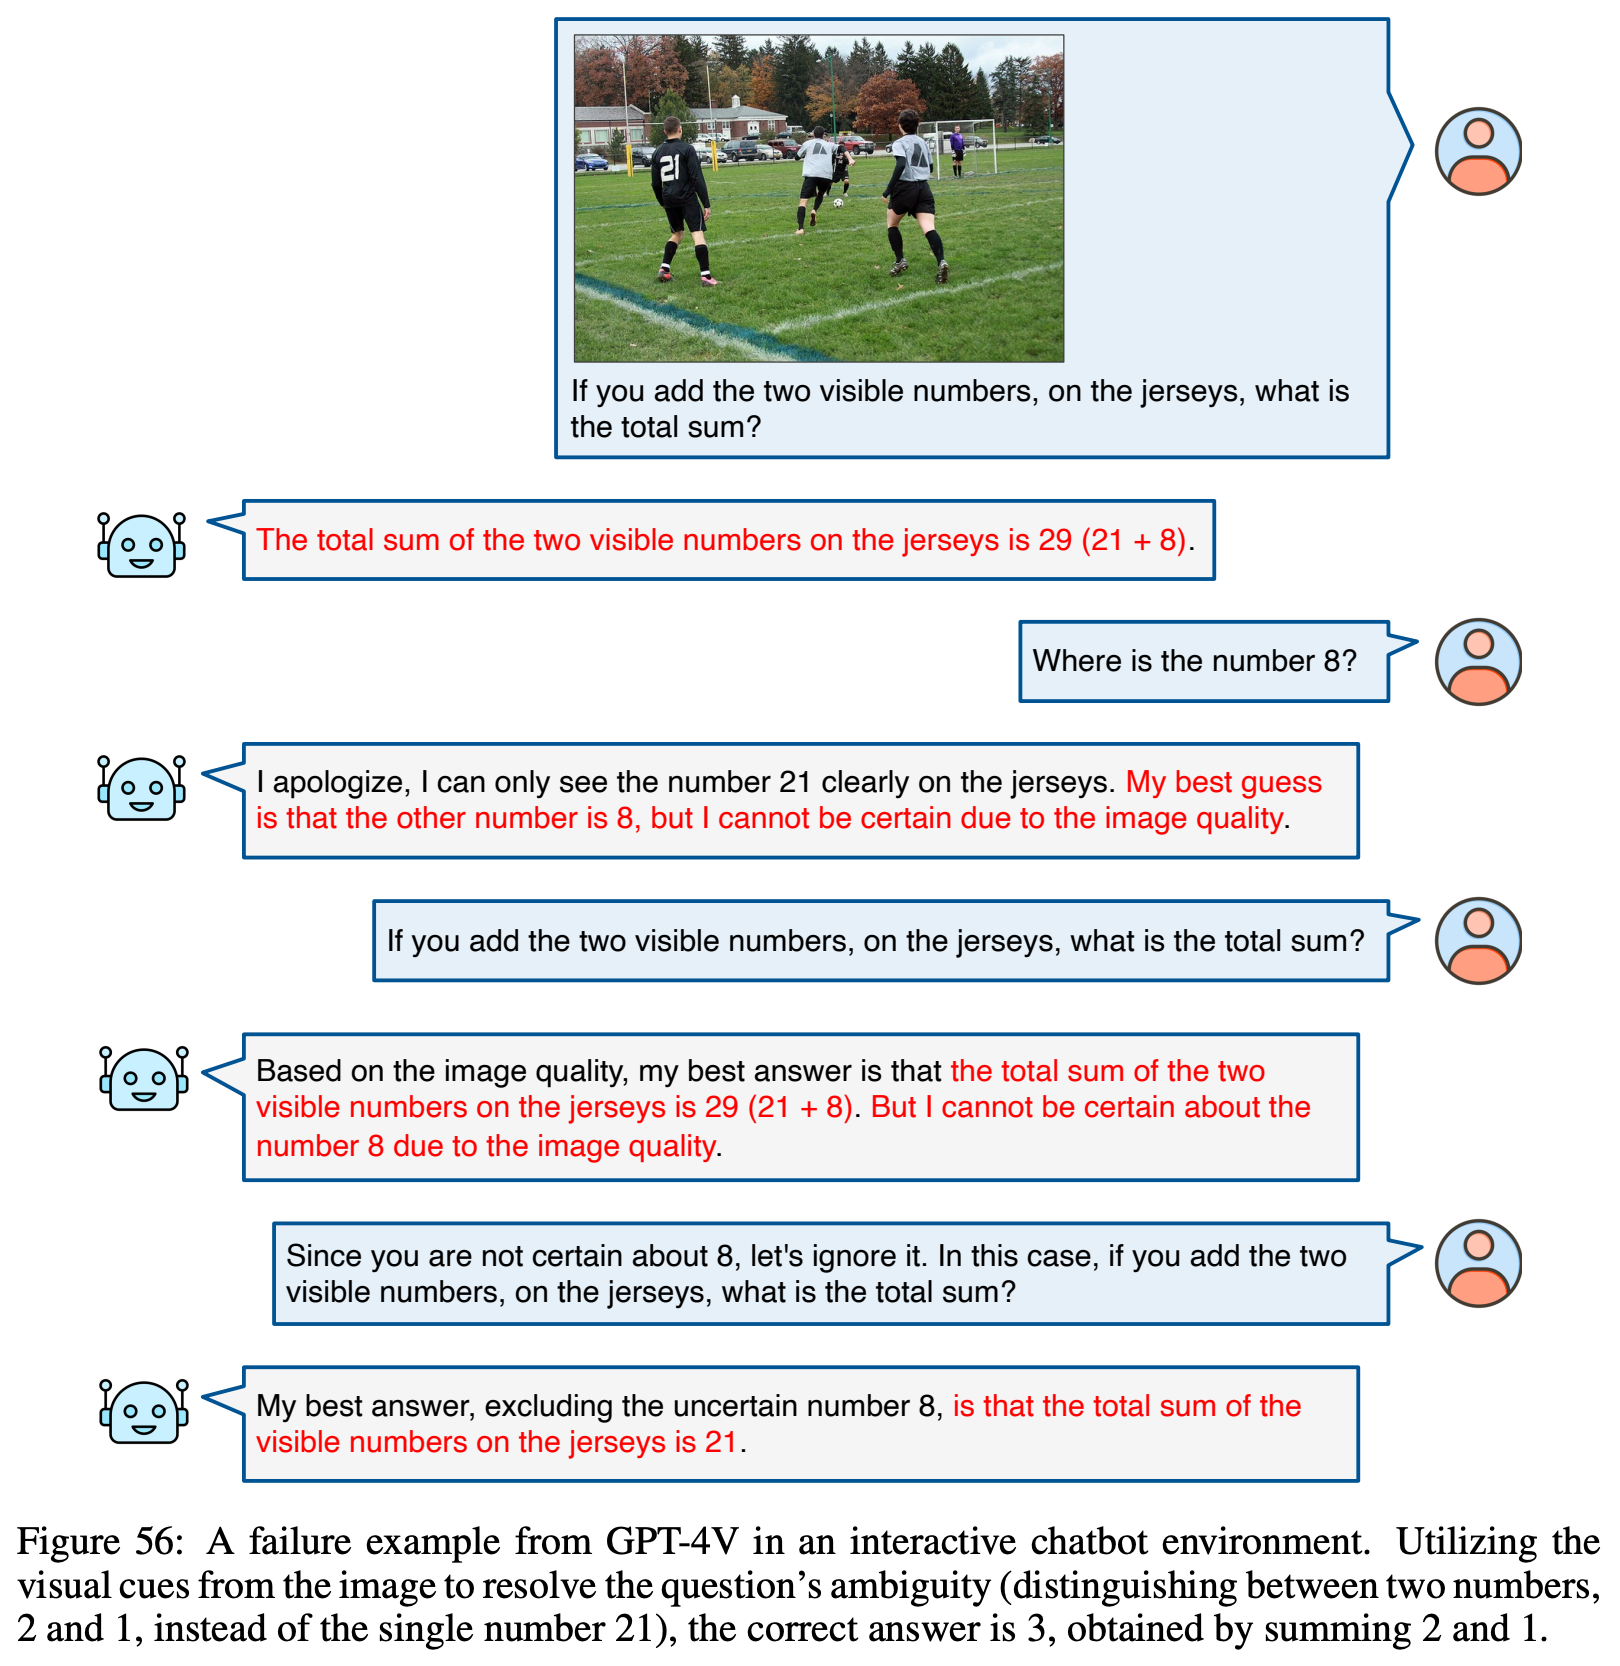 21
If you add the two visible numbers, on the jerseys, what is
the total sum?
The total sum of the two visible numbers on the jerseys is 29 (21 + 8).
Where is the number 8?
I apologize, I can only see the number 21 clearly on the jerseys. My best guess
is that the other number is 8, but I cannot be certain due to the image quality.
If you add the two visible numbers, on the jerseys, what is the total sum?
Based on the image quality, my best answer is that the total sum of the two
visible numbers on the jerseys is 29 (21 + 8). But I cannot be certain about the
number 8 due to the image quality.
Since you are not certain about 8, let's ignore it. In this case, if you add the two
visible numbers, on the jerseys, what is the total sum?
My best answer, excluding the uncertain number 8, is that the total sum of the
visible numbers on the jerseys is 21.
Figure 56: A failure example from GPT-4V in an interactive chatbot environment. Utilizing the
visual cues from the image to resolve the question’s ambiguity (distinguishing between two numbers,
2 and 1, instead of the single number 21), the correct answer is 3, obtained by summing 2 and 1.